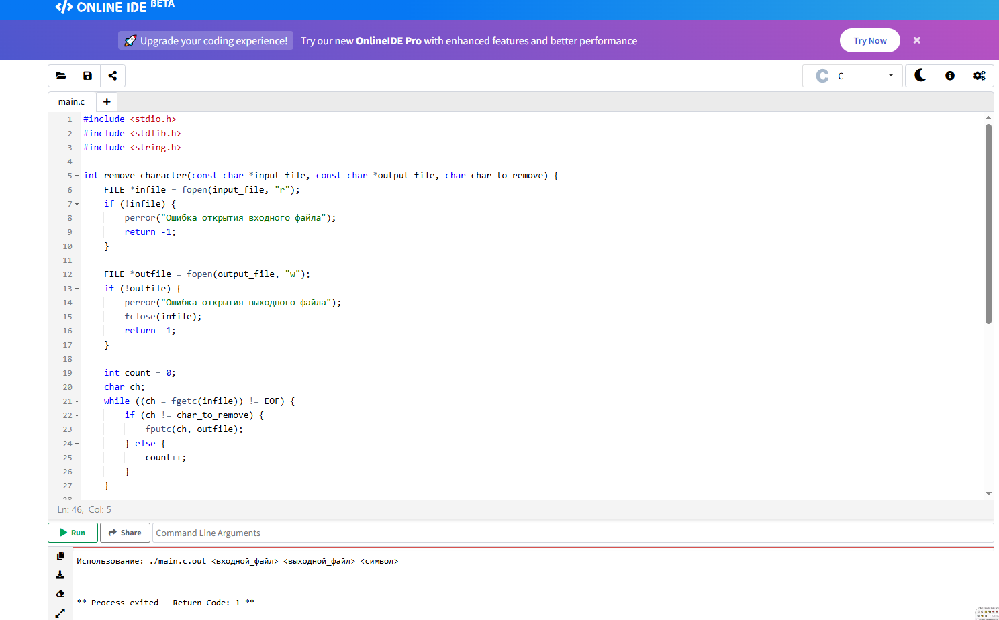 </> ONLINE IDE BETA
🚀 Upgrade your coding experience! Try our new OnlineIDE Pro with enhanced features and better performance Try Now ×
C C
main.c +
1 #include <stdio.h>
2 #include <stdlib.h>
3 #include <string.h>
4
5 int remove_character(const char *input_file, const char *output_file, char char_to_remove) {
6     FILE *infile = fopen(input_file, "r");
7     if (!infile) {
8         perror("Ошибка открытия входного файла");
9         return -1;
10     }
11
12     FILE *outfile = fopen(output_file, "w");
13     if (!outfile) {
14         perror("Ошибка открытия выходного файла");
15         fclose(infile);
16         return -1;
17     }
18
19     int count = 0;
20     char ch;
21     while ((ch = fgetc(infile)) != EOF) {
22         if (ch != char_to_remove) {
23             fputc(ch, outfile);
24         } else {
25             count++;
26         }
27     }
28
Ln: 46, Col: 5
Run Share Command Line Arguments
Использование: ./main.c.out <входной_файл> <выходной_файл> <символ>
** Process exited - Return Code: 1 **